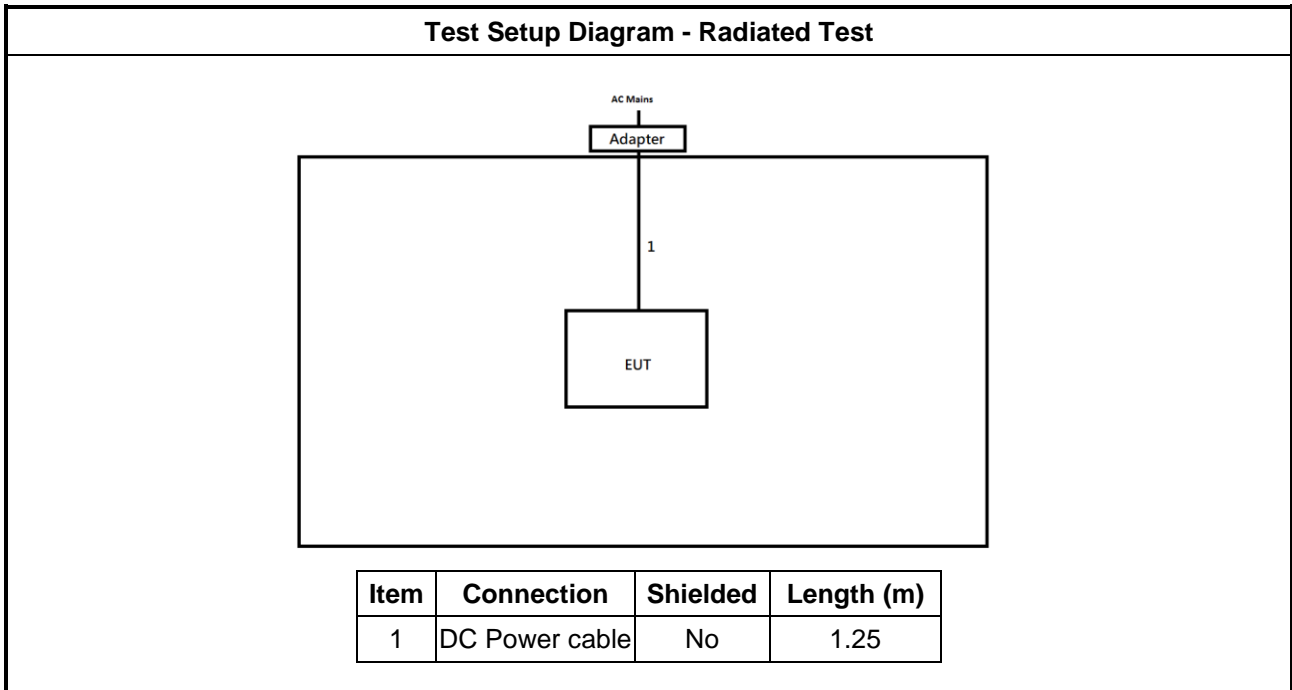 Test Setup Diagram - Radiated Test
AC Mains
Adapter
1
EUT
Item Connection Shielded Length (m)
1 DC Power cable No 1.25